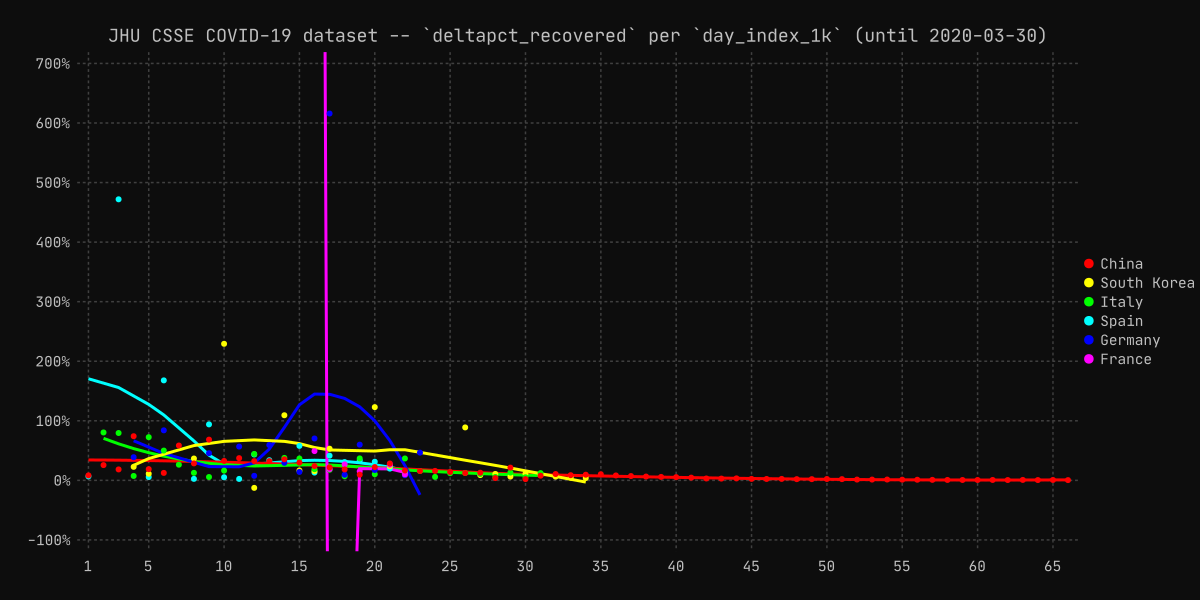 JHU CSSE COVID-19 dataset -- `deltapct_recovered` per `day_index_1k` (until 2020-03-30)
700%
600%
500%
400%
300%
200%
100%
0%
-100%
1 5 10 15 20 25 30 35 40 45 50 55 60 65
China
South Korea
Italy
Spain
Germany
France